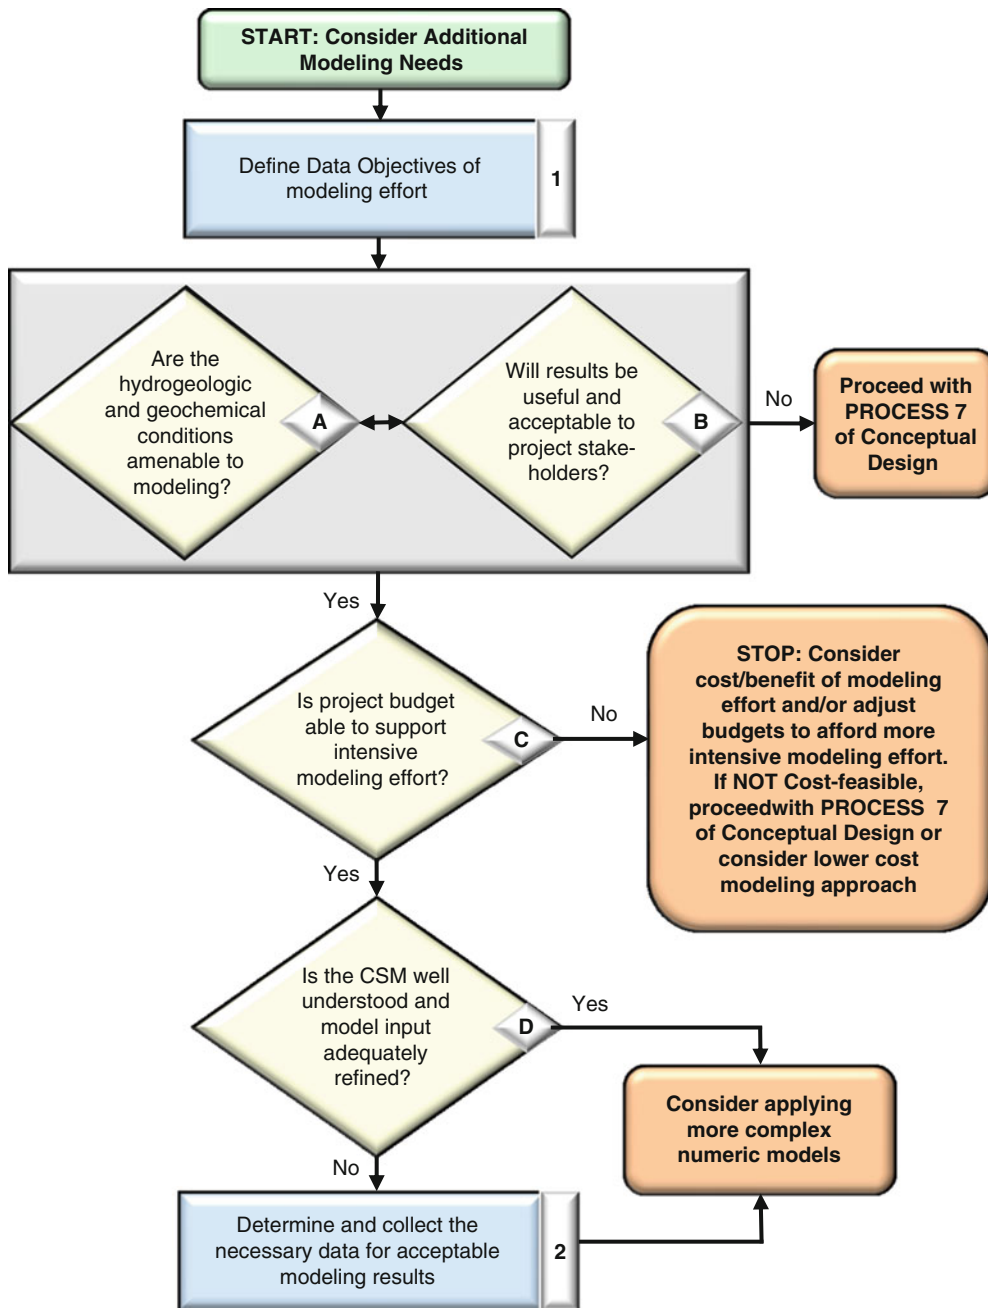 START: Consider Additional
Modeling Needs
Define Data Objectives of
modeling effort
1
Are the
hydrogeologic
and geochemical
conditions
amenable to
modeling?
A
Will results be
useful and
acceptable to
project stake-
holders?
B
No
Proceed with
PROCESS 7
of Conceptual
Design
Yes
Is project budget
able to support
intensive
modeling effort?
C
No
STOP: Consider
cost/benefit of modeling
effort and/or adjust
budgets to afford more
intensive modeling effort.
If NOT Cost-feasible,
proceedwith PROCESS 7
of Conceptual Design or
consider lower cost
modeling approach
Yes
Is the CSM well
understood and
model input
adequately
refined?
D
Yes
Consider applying
more complex
numeric models
No
Determine and collect the
necessary data for acceptable
modeling results
2